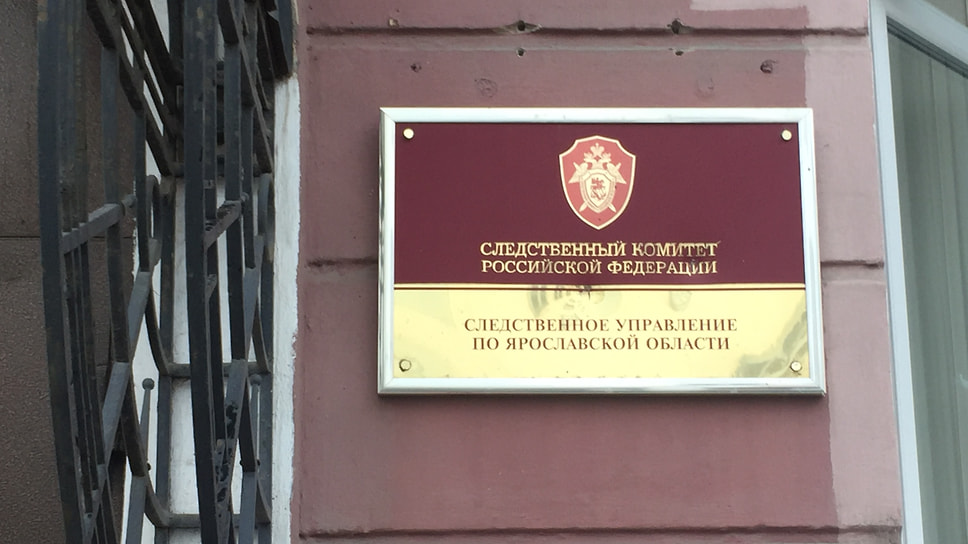 СЛЕДСТВЕННЫЙ КОМИТЕТ
РОССИЙСКОЙ ФЕДЕРАЦИИ
СЛЕДСТВЕННОЕ УПРАВЛЕНИЕ
ПО ЯРОСЛАВСКОЙ ОБЛАСТИ